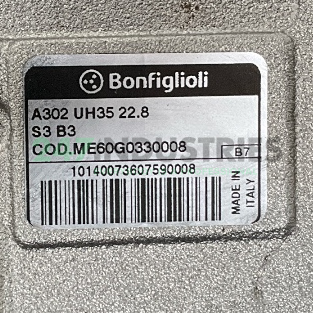 Bonfiglioli
A302 UH35 22.8
S3 B3
COD.ME60G0330008
B7
10140073607590008
MADE IN
ITALY